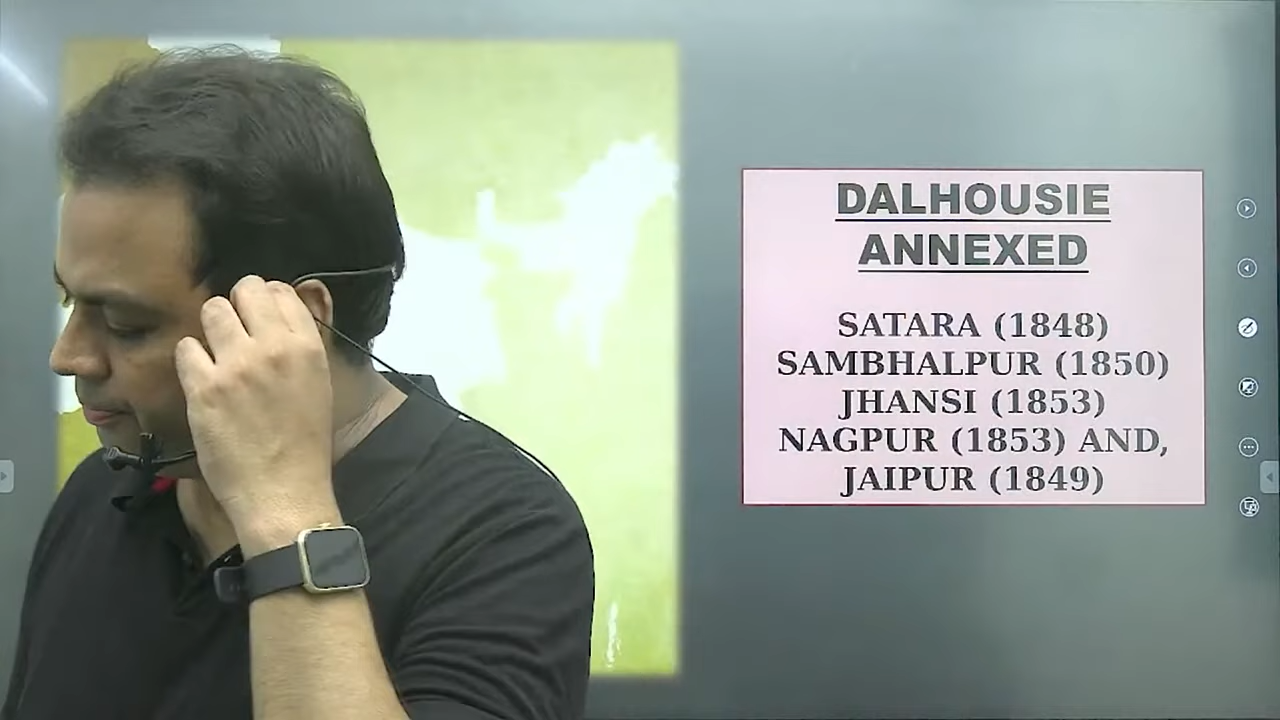 DALHOUSIE
ANNEXED
SATARA (1848)
SAMBHALPUR (1850)
JHANSI (1853)
NAGPUR (1853) AND,
JAIPUR (1849)